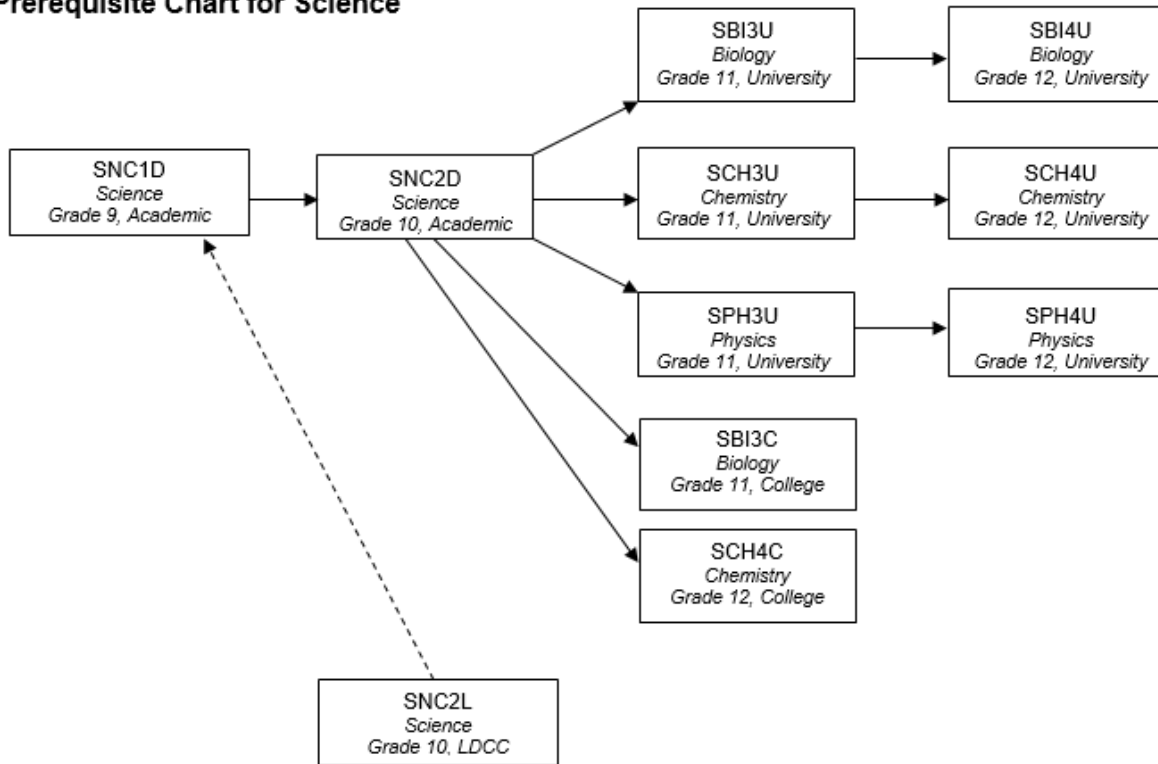 Prerequisite Chart for Science
SBI3U
Biology
Grade 11, University
SBI4U
Biology
Grade 12, University
SNC1D
Science
Grade 9, Academic
SNC2D
Science
Grade 10, Academic
SCH3U
Chemistry
Grade 11, University
SCH4U
Chemistry
Grade 12, University
SPH3U
Physics
Grade 11, University
SPH4U
Physics
Grade 12, University
SBI3C
Biology
Grade 11, College
SCH4C
Chemistry
Grade 12, College
SNC2L
Science
Grade 10, LDCC